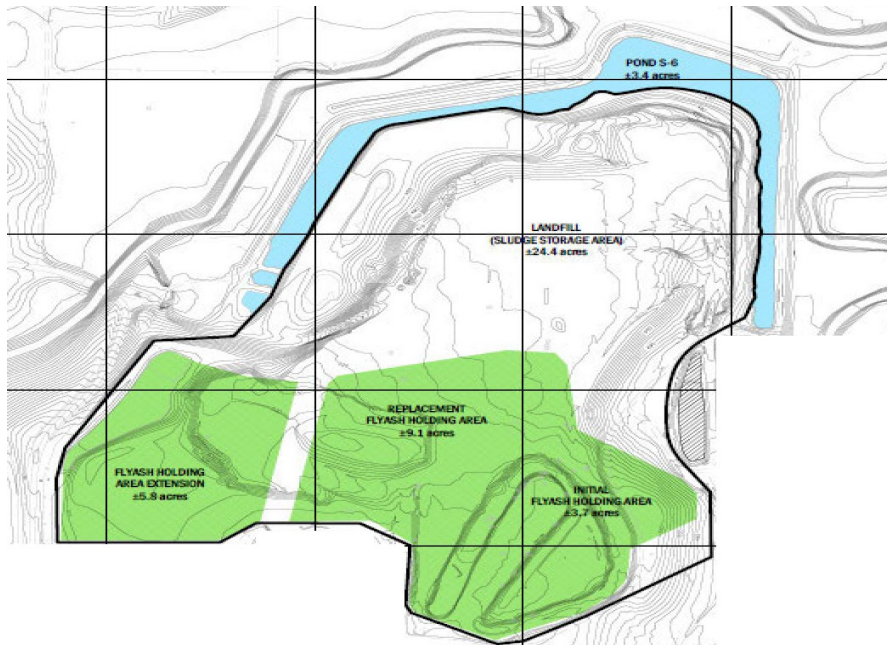 POND S-6
±3.4 acres
LANDFILL
(SLUDGE STORAGE AREA)
±24.4 acres
REPLACEMENT
FLYASH HOLDING AREA
±9.1 acres
FLYASH HOLDING
AREA EXTENSION
±5.8 acres
INITIAL
FLYASH HOLDING AREA
±3.7 acres